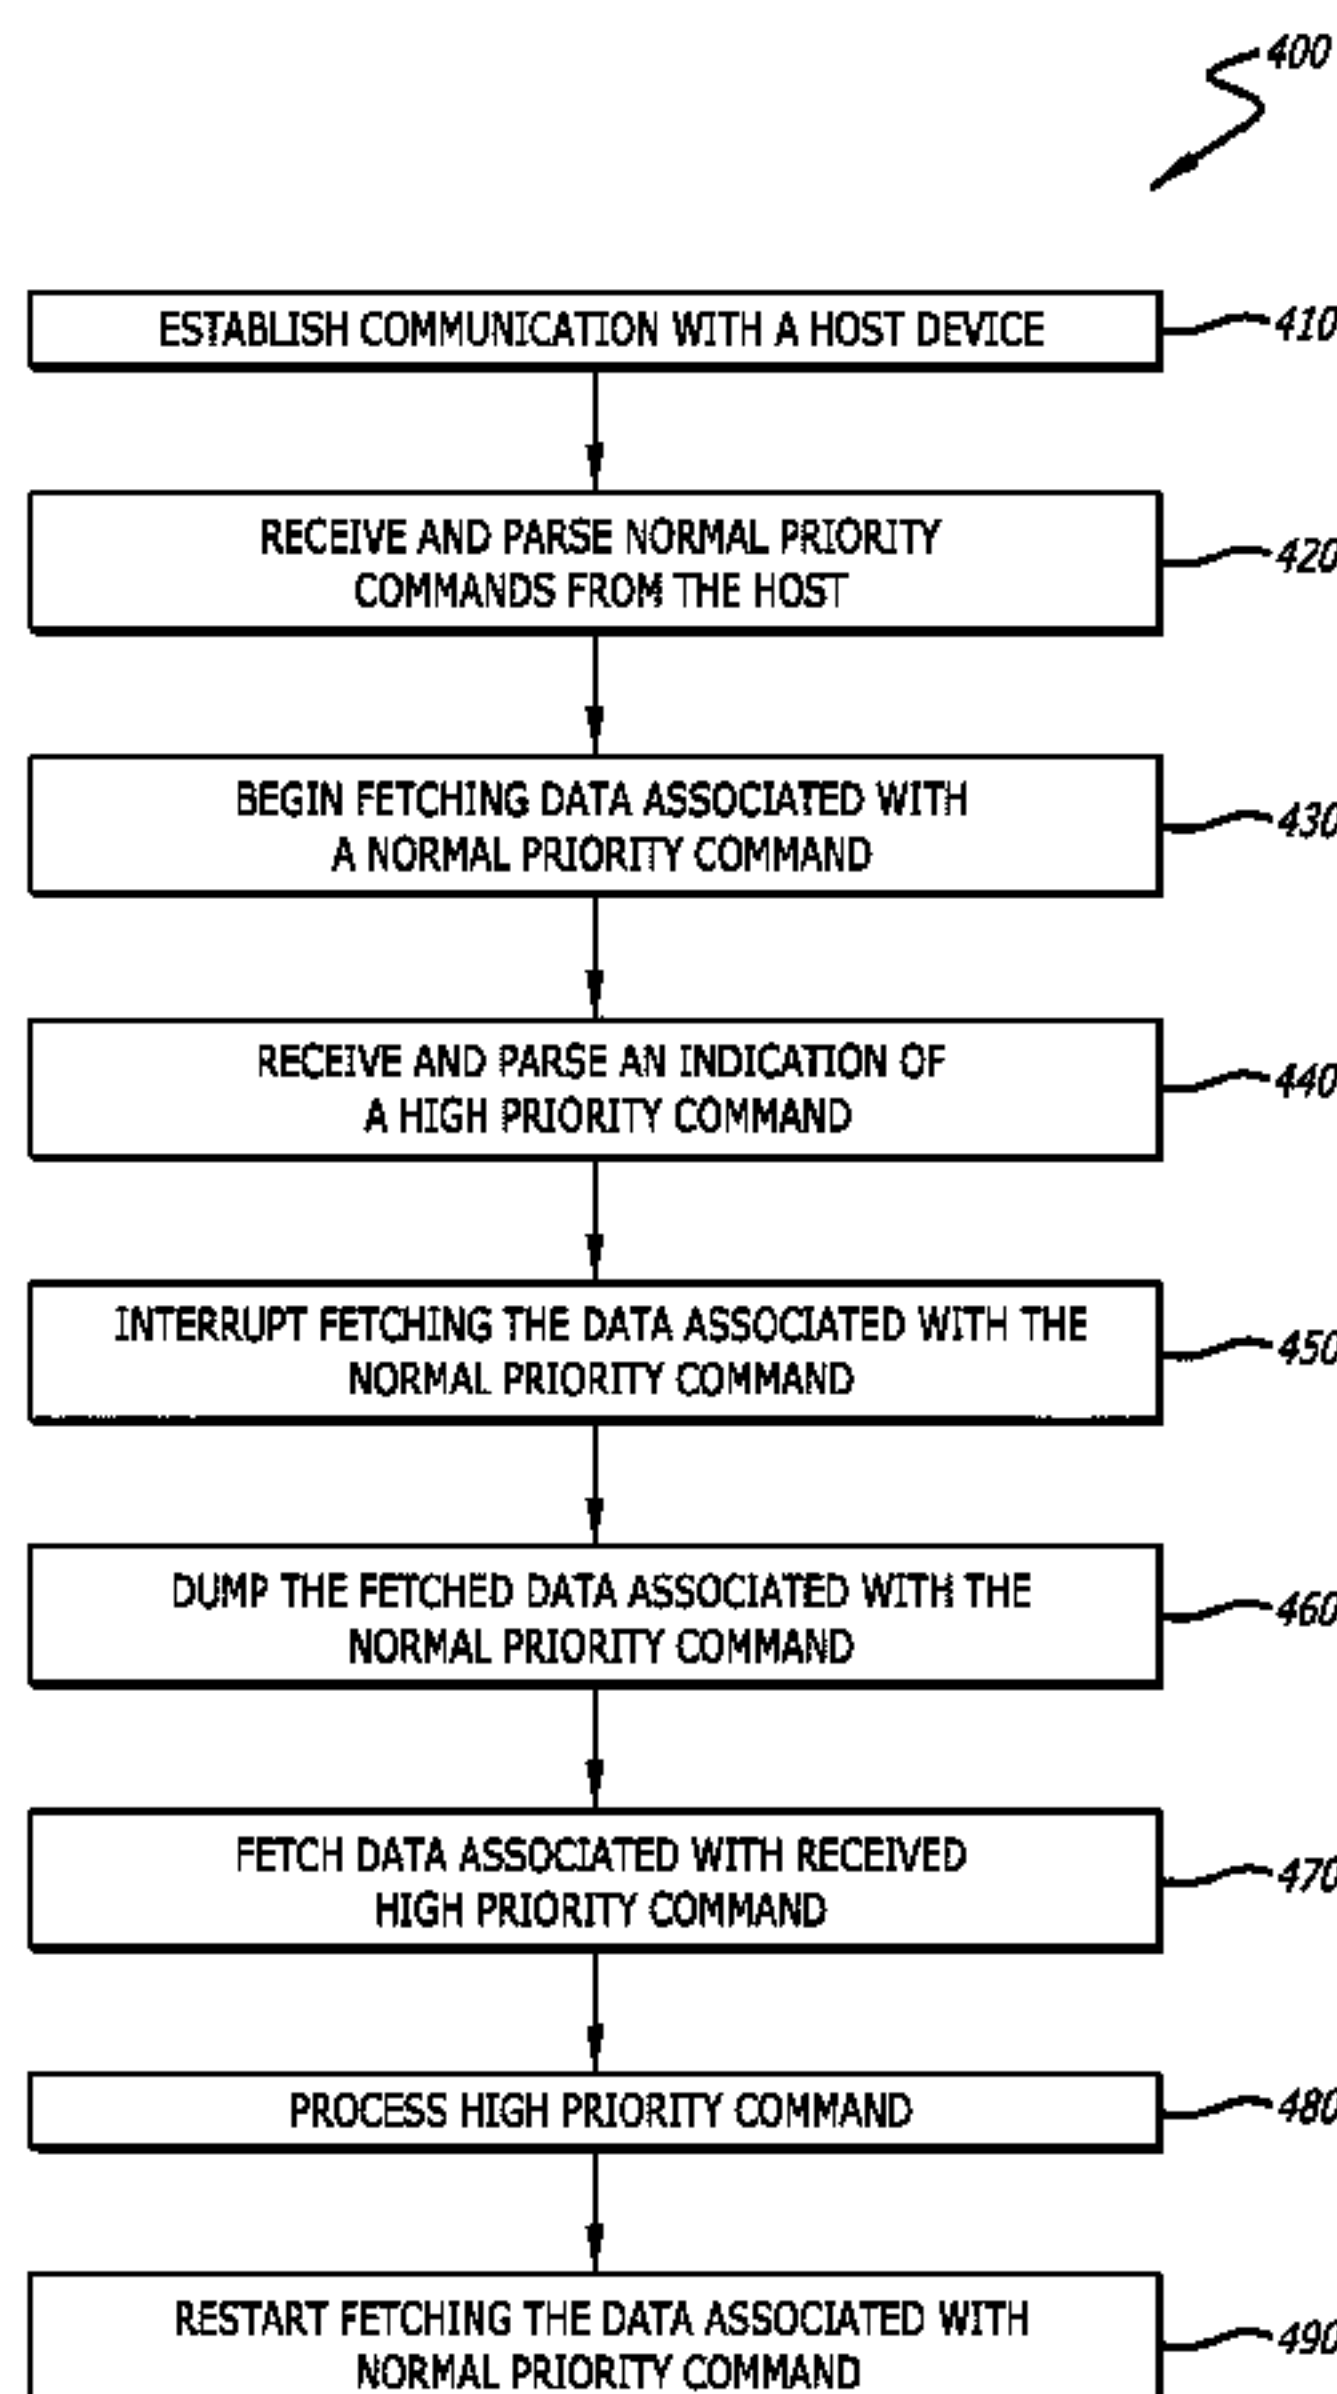 400
ESTABLISH COMMUNICATION WITH A HOST DEVICE
410
RECEIVE AND PARSE NORMAL PRIORITY
COMMANDS FROM THE HOST
420
BEGIN FETCHING DATA ASSOCIATED WITH
A NORMAL PRIORITY COMMAND
430
RECEIVE AND PARSE AN INDICATION OF
A HIGH PRIORITY COMMAND
440
INTERRUPT FETCHING THE DATA ASSOCIATED WITH THE
NORMAL PRIORITY COMMAND
450
DUMP THE FETCHED DATA ASSOCIATED WITH THE
NORMAL PRIORITY COMMAND
460
FETCH DATA ASSOCIATED WITH RECEIVED
HIGH PRIORITY COMMAND
470
PROCESS HIGH PRIORITY COMMAND
480
RESTART FETCHING THE DATA ASSOCIATED WITH
NORMAL PRIORITY COMMAND
490